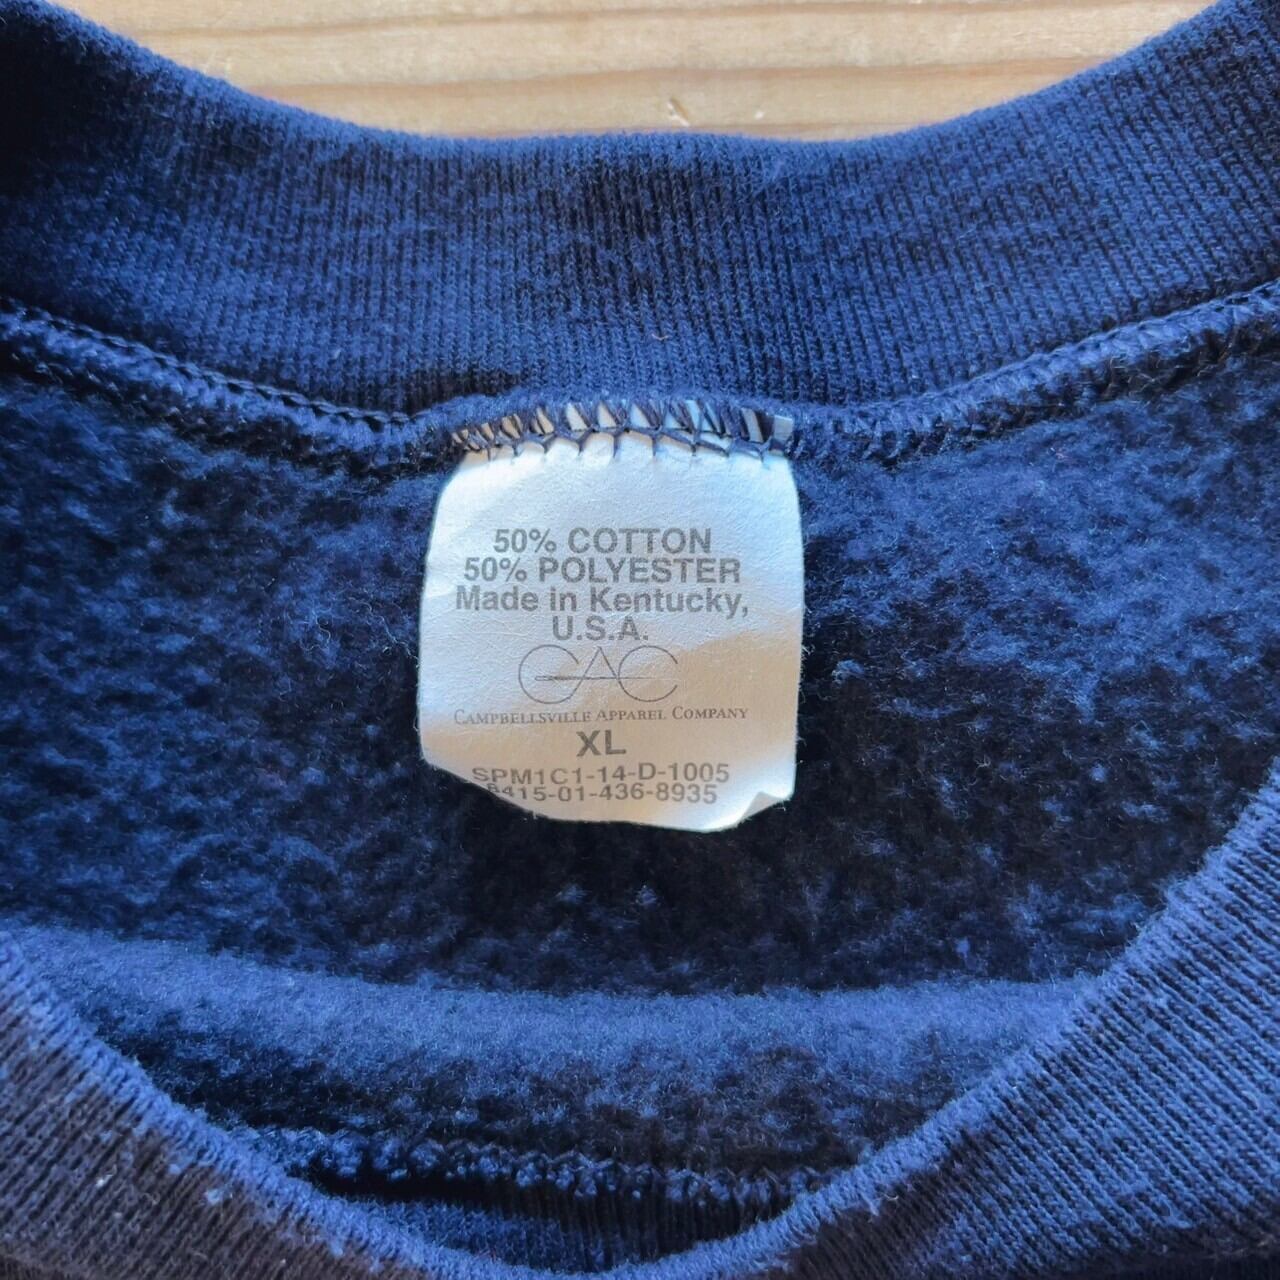 50% COTTON
50% POLYESTER
Made in Kentucky,
U.S.A.
CAC
CAMPBELLSVILLE APPAREL COMPANY
XL
SPM1C1-14-D-1005
8415-01-436-8935